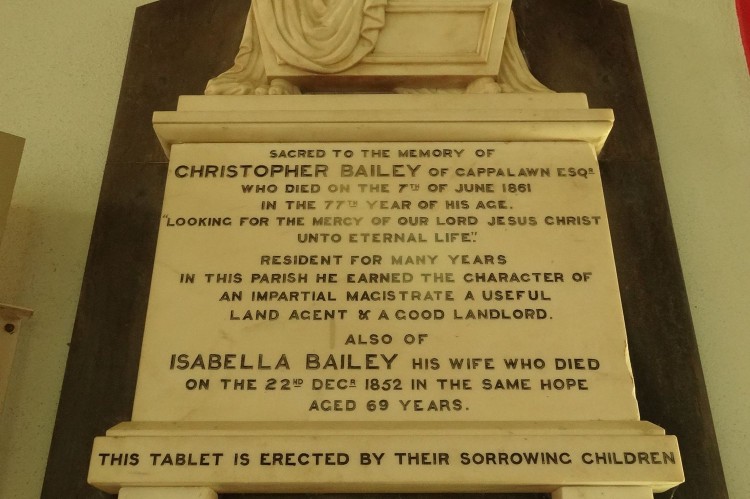 SACRED TO THE MEMORY OF
CHRISTOPHER BAILEY OF CAPPALAWN ESQR.
WHO DIED ON THE 7TH OF JUNE 1861
IN THE 77TH YEAR OF HIS AGE.
"LOOKING FOR THE MERCY OF OUR LORD JESUS CHRIST
UNTO ETERNAL LIFE."
RESIDENT FOR MANY YEARS
IN THIS PARISH HE EARNED THE CHARACTER OF
AN IMPARTIAL MAGISTRATE A USEFUL
LAND AGENT & A GOOD LANDLORD.
ALSO OF
ISABELLA BAILEY HIS WIFE WHO DIED
ON THE 22ND DECR 1852 IN THE SAME HOPE
AGED 69 YEARS.
THIS TABLET IS ERECTED BY THEIR SORROWING CHILDREN